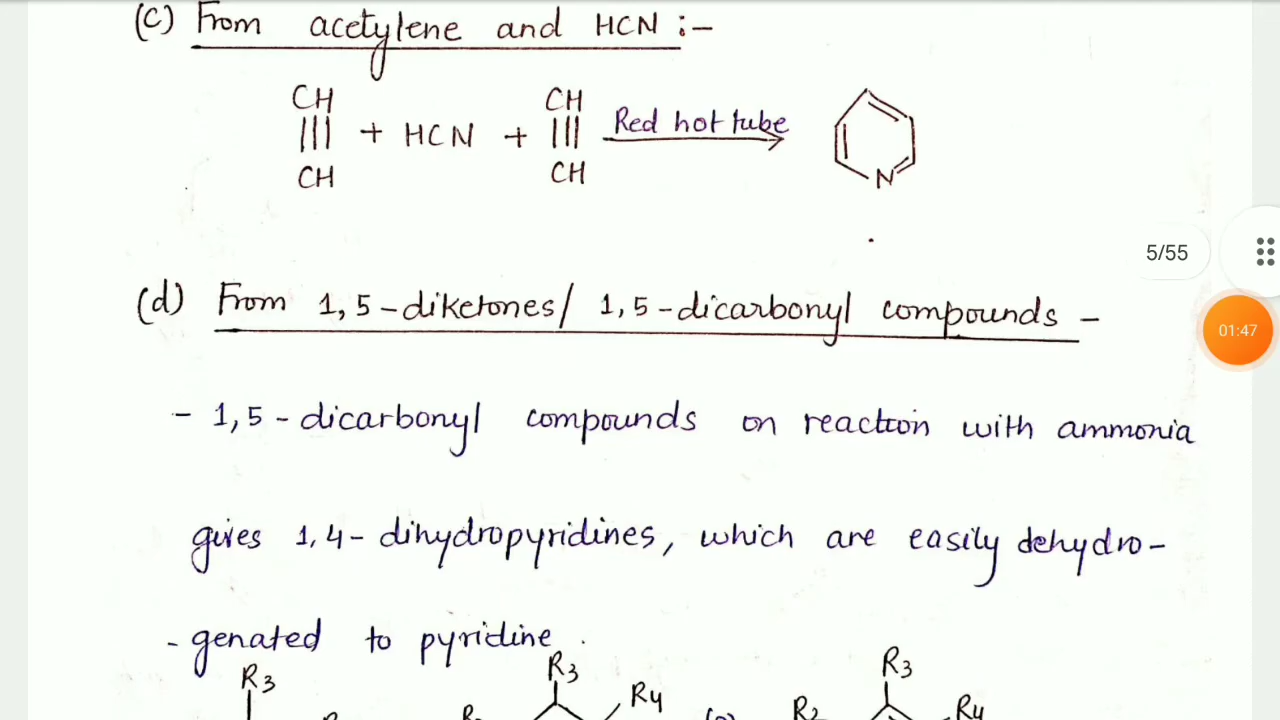 (c) From acetylene and HCN :-
CH CH
||| + HCN + ||| Red hot tube
CH CH N
5/55
(d) From 1,5-diketones/ 1,5-dicarbonyl compounds -
01:47
- 1,5-dicarbonyl compounds on reaction with ammonia
gives 1,4-dihydropyridines, which are easily dehydro-
-genated to pyridine.
R3 R3 R3
R4 R4